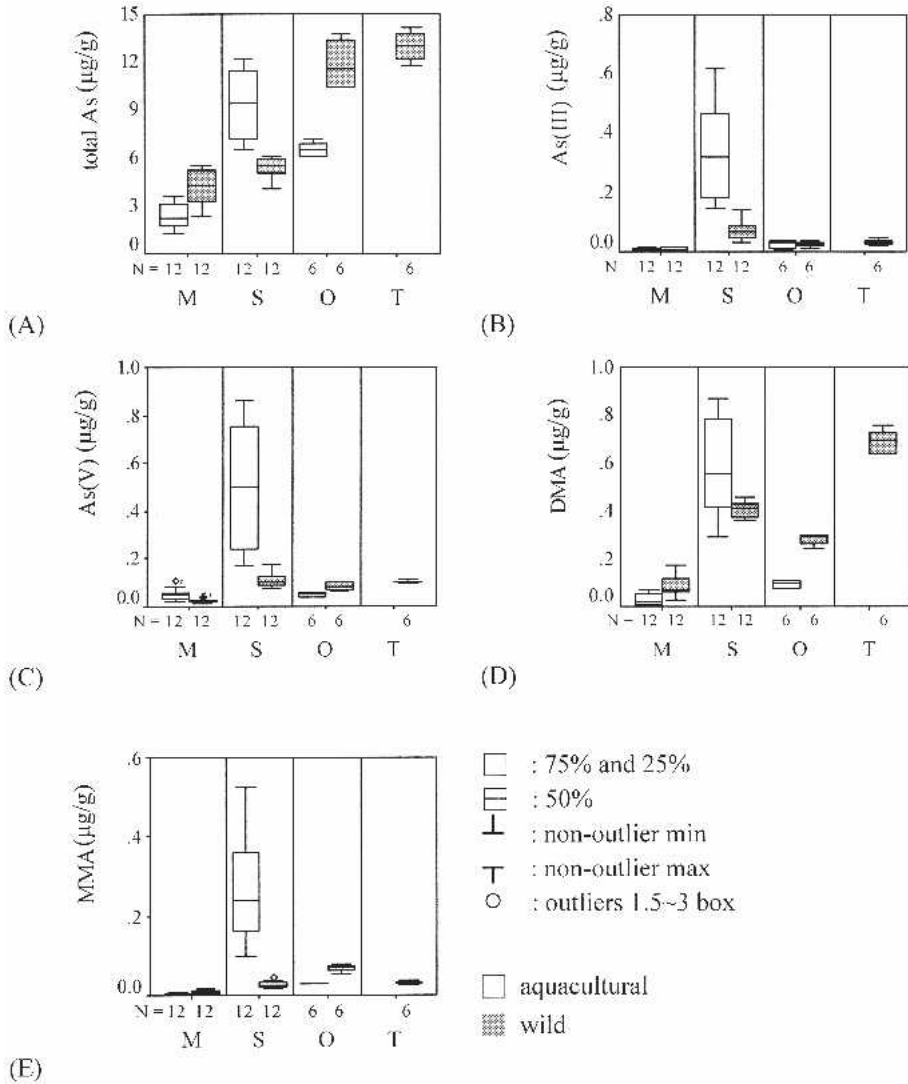 15
12
9
6
3
0
total As (µg/g)
N = 12 12 12 12 6 6 6
M S O T
(A)
.8
.6
.4
.2
0.0
As(III) (µg/g)
N = 12 12 12 12 6 6 6
M S O T
(B)
1.0
.8
.6
.4
.2
0.0
As(V) (µg/g)
N = 12 12 12 12 6 6 6
M S O T
(C)
1.0
.8
.6
.4
.2
0.0
DMA (µg/g)
N = 12 12 12 12 6 6 6
M S O T
(D)
.6
.4
.2
0.0
MMA(µg/g)
N = 12 12 12 12 6 6 6
M S O T
(E)
: 75% and 25%
: 50%
: non-outlier min
: non-outlier max
: outliers 1.5~3 box
aquacultural
wild